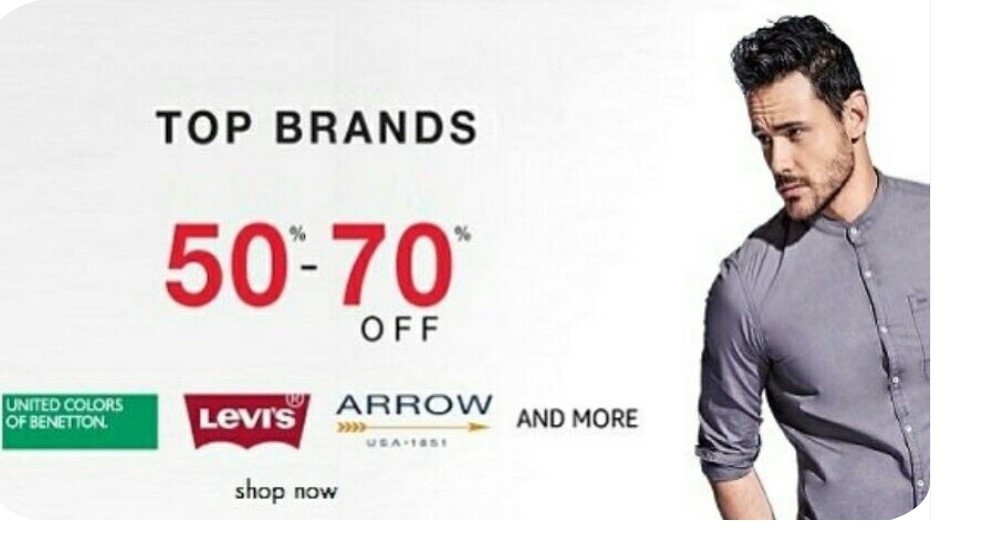 TOP BRANDS
50%-70%
OFF
UNITED COLORS
OF BENETTON.
LEVI'S®
ARROW
USA·1851
AND MORE
shop now